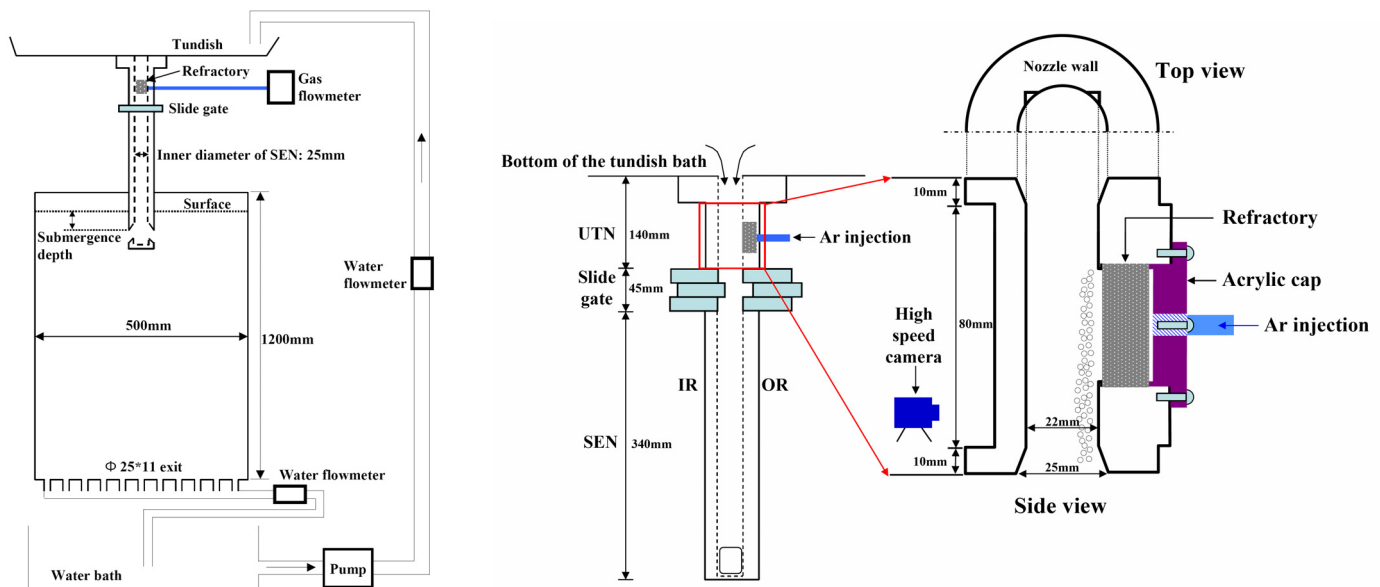 Tundish
Refractory
Gas
flowmeter
Slide gate
Inner diameter of SEN: 25mm
Surface
Submergence
depth
Water
flowmeter
500mm
1200mm
Φ 25*11 exit
Water flowmeter
Water bath
Pump
Bottom of the tundish bath
UTN
140mm
Ar injection
Slide
gate
45mm
IR
OR
SEN
340mm
High
speed
camera
Nozzle wall
Top view
10mm
80mm
Refractory
Acrylic cap
Ar injection
22mm
10mm
25mm
Side view